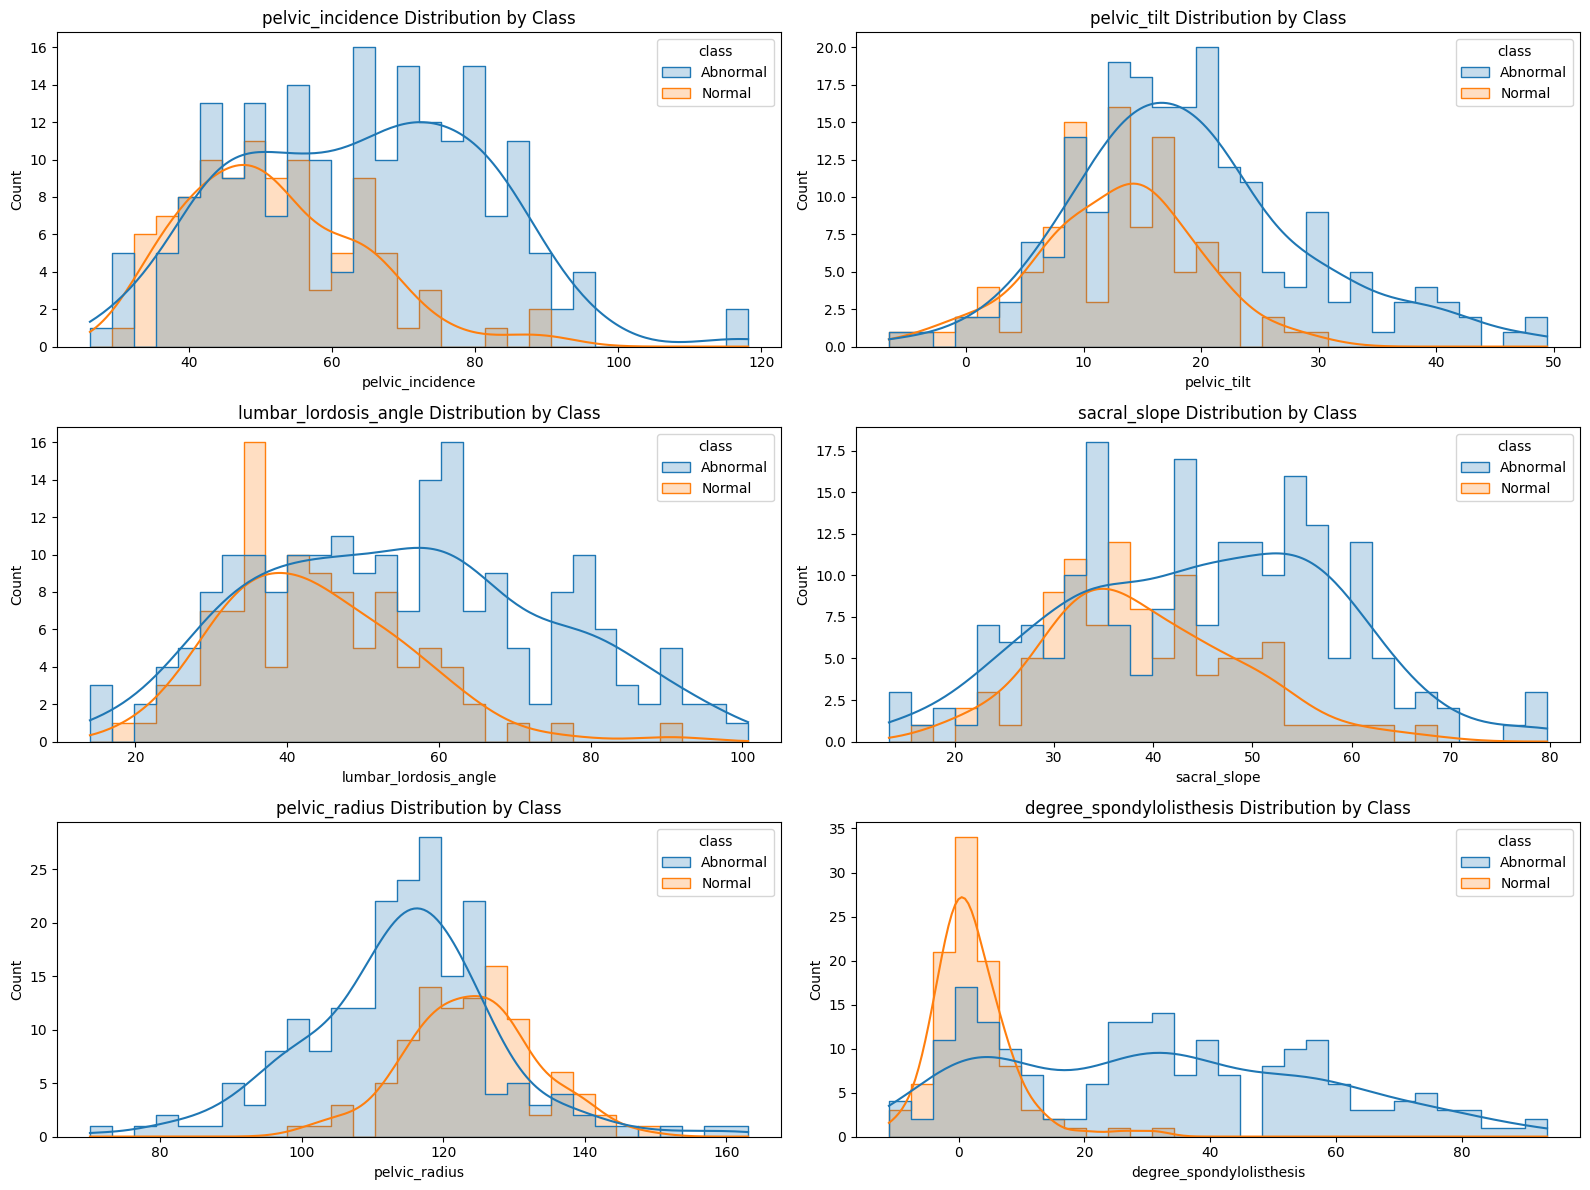 pelvic_incidence Distribution by Class
16
14
12
10
8
6
4
2
0
Count
40 60 80 100 120
pelvic_incidence
class
Abnormal
Normal
pelvic_tilt Distribution by Class
20.0
17.5
15.0
12.5
10.0
7.5
5.0
2.5
0.0
Count
0 10 20 30 40 50
pelvic_tilt
class
Abnormal
Normal
lumbar_lordosis_angle Distribution by Class
16
14
12
10
8
6
4
2
0
Count
20 40 60 80 100
lumbar_lordosis_angle
class
Abnormal
Normal
sacral_slope Distribution by Class
17.5
15.0
12.5
10.0
7.5
5.0
2.5
0.0
Count
20 30 40 50 60 70 80
sacral_slope
class
Abnormal
Normal
pelvic_radius Distribution by Class
25
20
15
10
5
0
Count
80 100 120 140 160
pelvic_radius
class
Abnormal
Normal
degree_spondylolisthesis Distribution by Class
35
30
25
20
15
10
5
0
Count
0 20 40 60 80
degree_spondylolisthesis
class
Abnormal
Normal